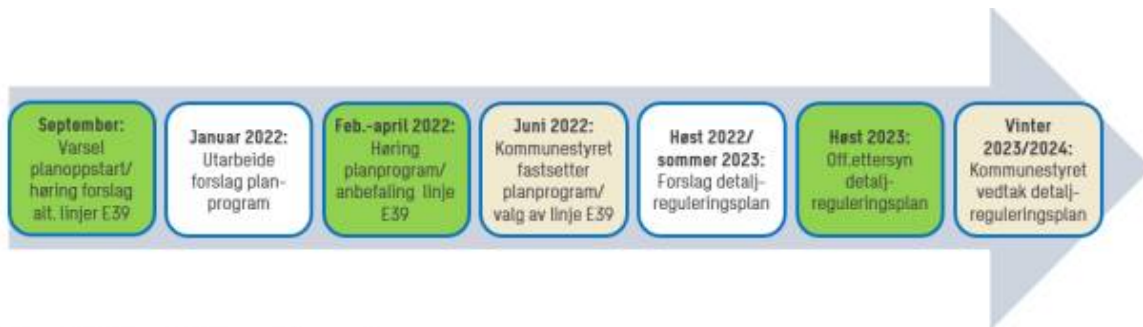 September:
Varsel
planoppstart/
høring forslag
alt. linjer E39
Januar 2022:
Utarbeide
forslag plan-
program
Feb.-april 2022:
Høring
planprogram/
anbefaling linje
E39
Juni 2022:
Kommunestyret
fastsetter
planprogram/
valg av linje E39
Høst 2022/
sommer 2023:
Forslag detalj-
reguleringsplan
Høst 2023:
Off.ettersyn
detalj-
reguleringsplan
Vinter
2023/2024:
Kommunestyret
vedtak detalj-
reguleringsplan